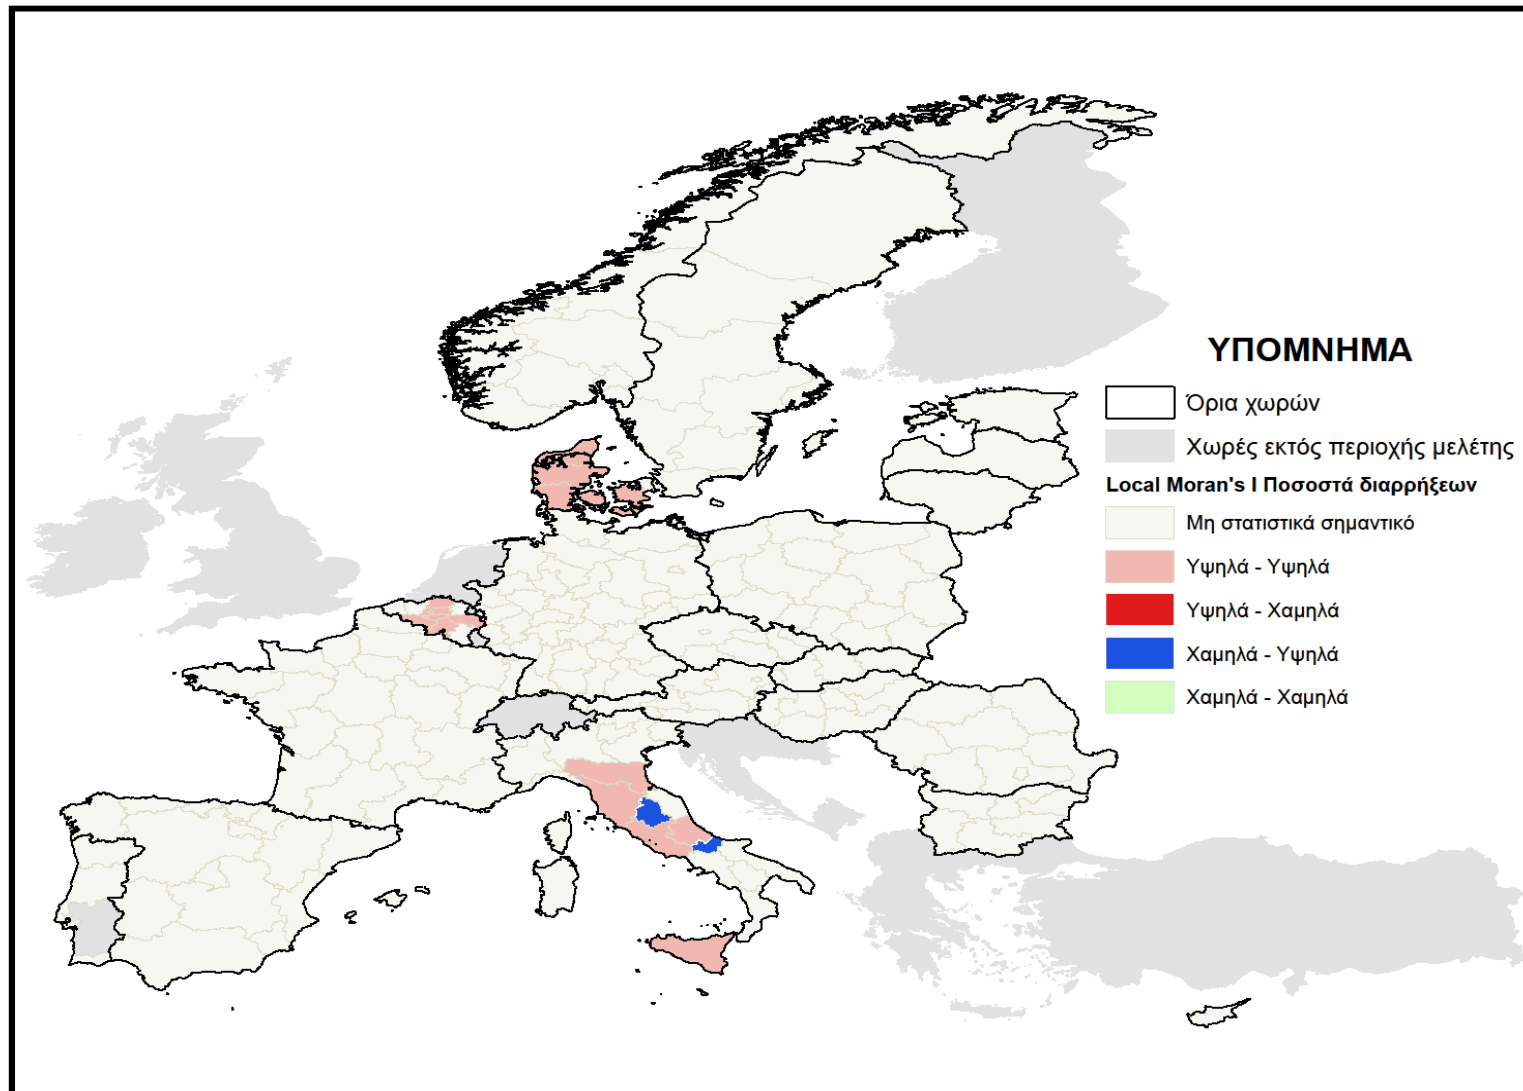 ΥΠΟΜΝΗΜΑ
Όρια χωρών
Χωρές εκτός περιοχής μελέτης
Local Moran's I Ποσοστά διαρρήξεων
Μη στατιστικά σημαντικό
Υψηλά - Υψηλά
Υψηλά - Χαμηλά
Χαμηλά - Υψηλά
Χαμηλά - Χαμηλά